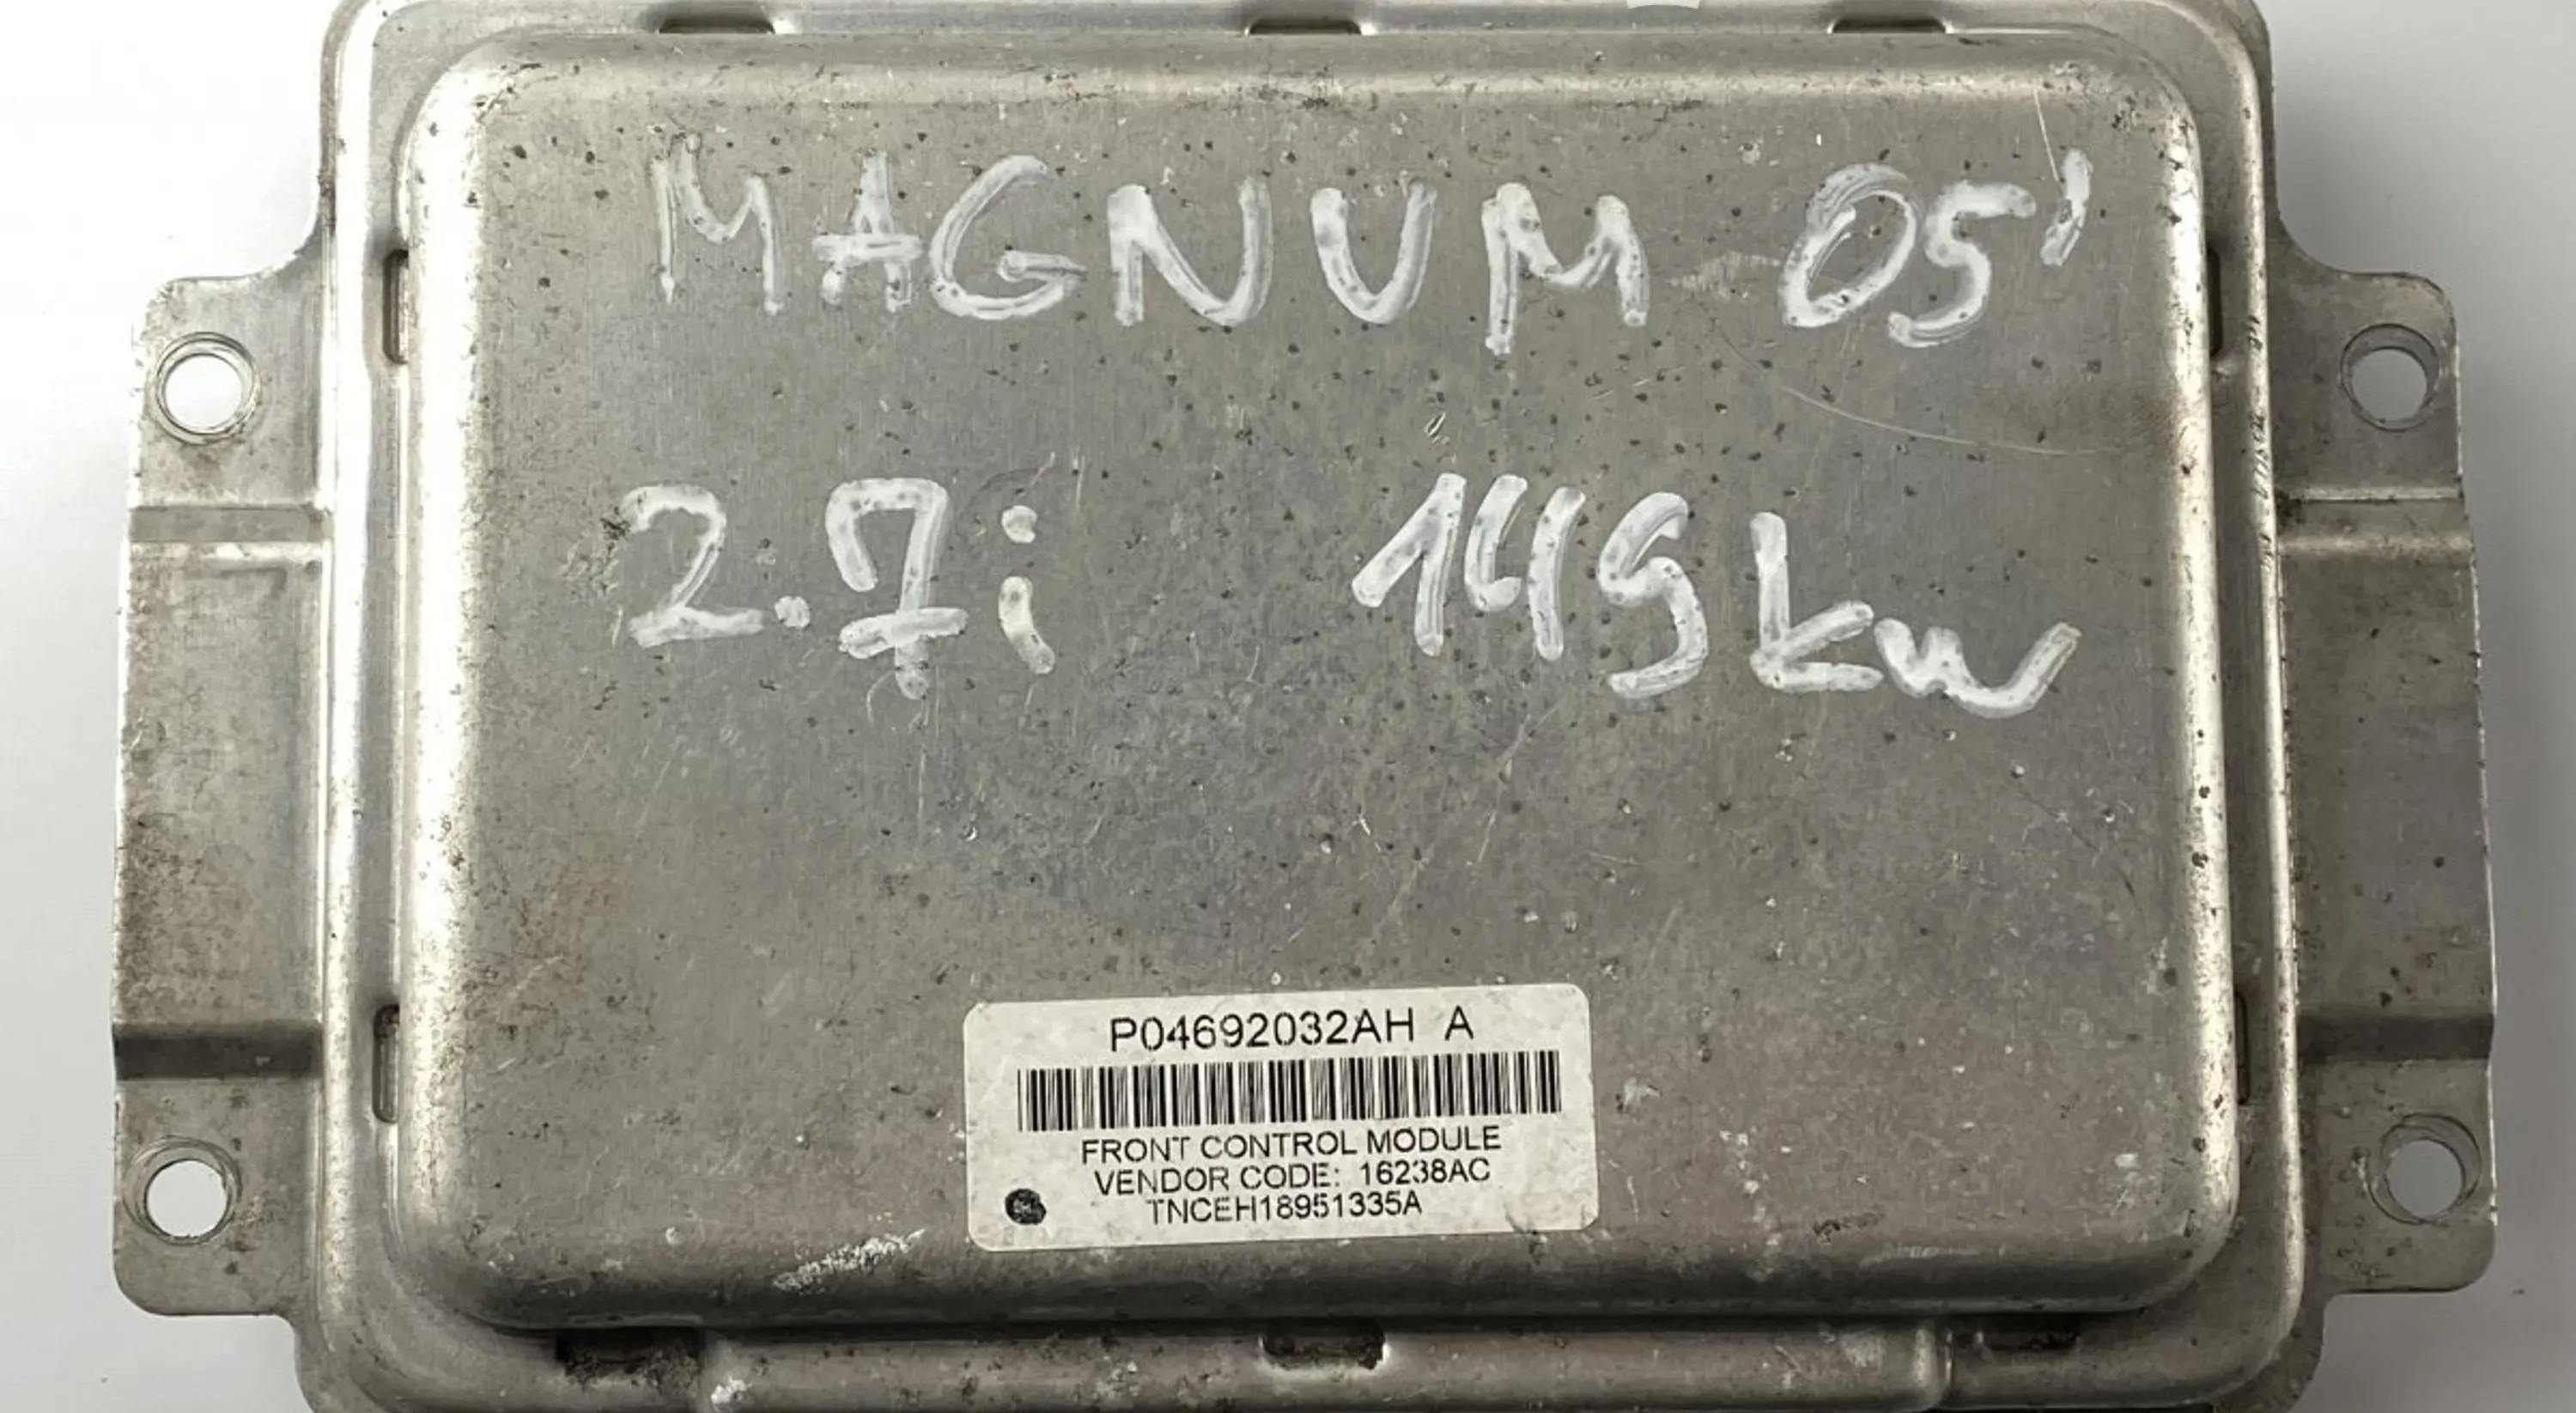 MAGNUM 05'
2.7i 145kw
P04692032AH A
FRONT CONTROL MODULE
VENDOR CODE: 16238AC
TNCEH18951335A